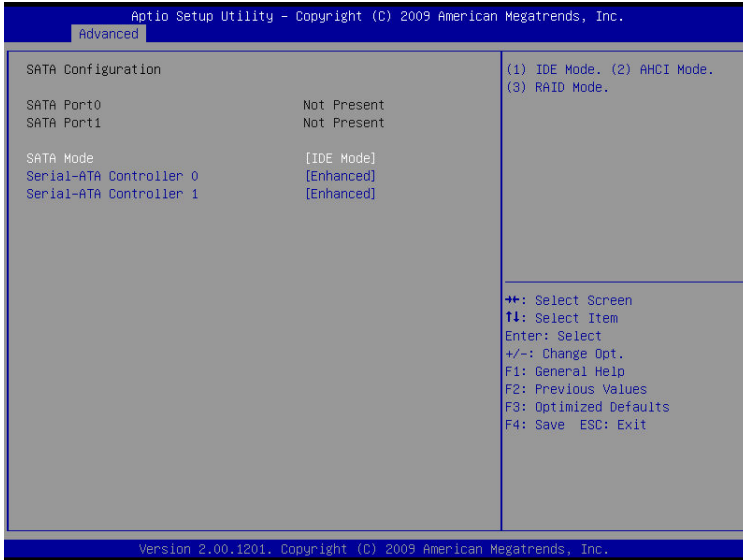 Aptio Setup Utility – Copyright (C) 2009 American Megatrends, Inc.
Advanced
SATA Configuration
SATA Port0 Not Present
SATA Port1 Not Present
SATA Mode [IDE Mode]
Serial-ATA Controller 0 [Enhanced]
Serial-ATA Controller 1 [Enhanced]
(1) IDE Mode. (2) AHCI Mode.
(3) RAID Mode.
→←: Select Screen
↑↓: Select Item
Enter: Select
+/-: Change Opt.
F1: General Help
F2: Previous Values
F3: Optimized Defaults
F4: Save ESC: Exit
Version 2.00.1201. Copyright (C) 2009 American Megatrends, Inc.